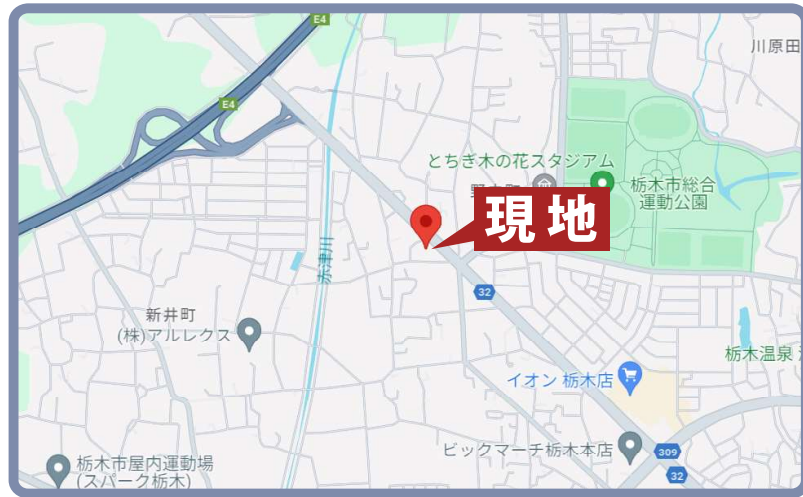 E4
川原田
E4
とちぎ木の花スタジアム
栃木市総合
運動公園
現地
赤津川
32
新井町
(株)アルレクス
栃木温泉
イオン 栃木店
ビックマーチ栃木本店
309
栃木市屋内運動場
(スパーク栃木)
32